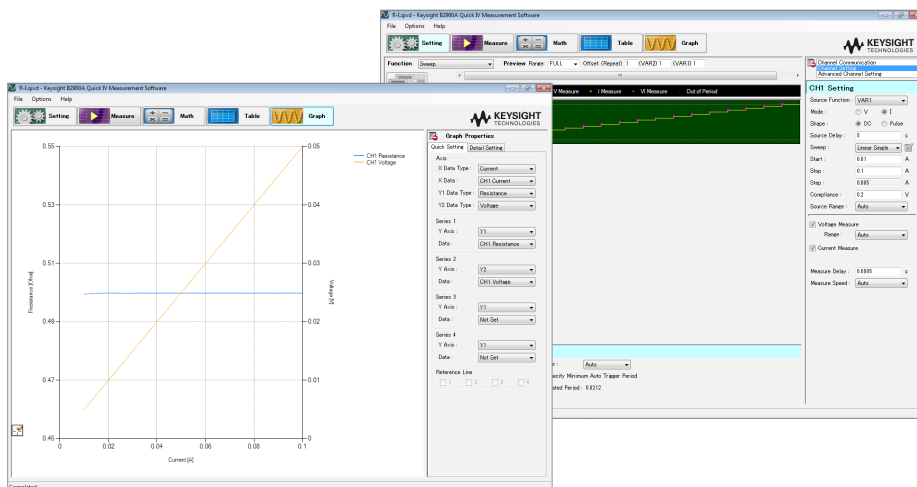 R-Lqivd - Keysight B2900A Quick IV Measurement Software
File Options Help
Setting Measure Math Table Graph
KEYSIGHT
TECHNOLOGIES
Function Sweep Preview Range FULL Offset (Repeat) 1 (VAR2) 1 (VAR1) 1
V Measure I Measure VI Measure Out of Period
Channel Communication
Channel Setting
Advanced Channel Setting
CH1 Setting
Source Function : VAR1
Mode : V I
Shape : DC Pulse
Source Delay : 0 s
Sweep : Linear Single
Start : 0.01 A
Stop : 0.1 A
Step : 0.005 A
Compliance : 0.2 V
Source Range : Auto
Voltage Measure
Range : Auto
Current Measure
Measure Delay : 0.0005 s
Measure Speed : Auto
Auto
ecify Minimum Auto Trigger Period
ated Period : 0.0212
R-Lqivd - Keysight B2900A Quick IV Measurement Software
File Options Help
Setting Measure Math Table Graph
KEYSIGHT
TECHNOLOGIES
0.55
0.53
0.51
0.49
0.47
0.45
Resistance [Ohm]
0.05
0.04
0.03
0.02
0.01
0
Voltage [V]
0 0.02 0.04 0.06 0.08 0.1
Current [A]
CH1 Resistance
CH1 Voltage
Graph Properties
Quick Setting Detail Setting
Axis
X Data Type : Current
X Data : CH1 Current
Y1 Data Type : Resistance
Y2 Data Type : Voltage
Series 1
Y Axis : Y1
Data : CH1 Resistance
Series 2
Y Axis : Y2
Data : CH1 Voltage
Series 3
Y Axis : Y1
Data : Not Set
Series 4
Y Axis : Y1
Data : Not Set
Reference Line
1 2 3 4
Completed